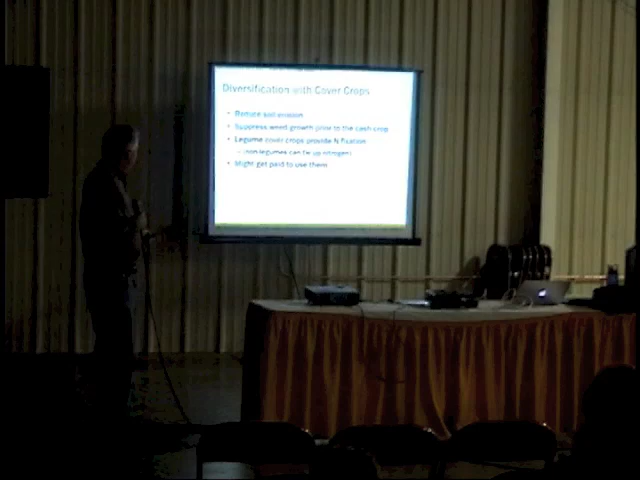 Diversification with Cover Crops
• Reduce soil erosion
• Suppress weed growth prior to the cash crop
• Legume cover crops provide N fixation
– (non-legumes can tie up nitrogen)
• Might get paid to use them